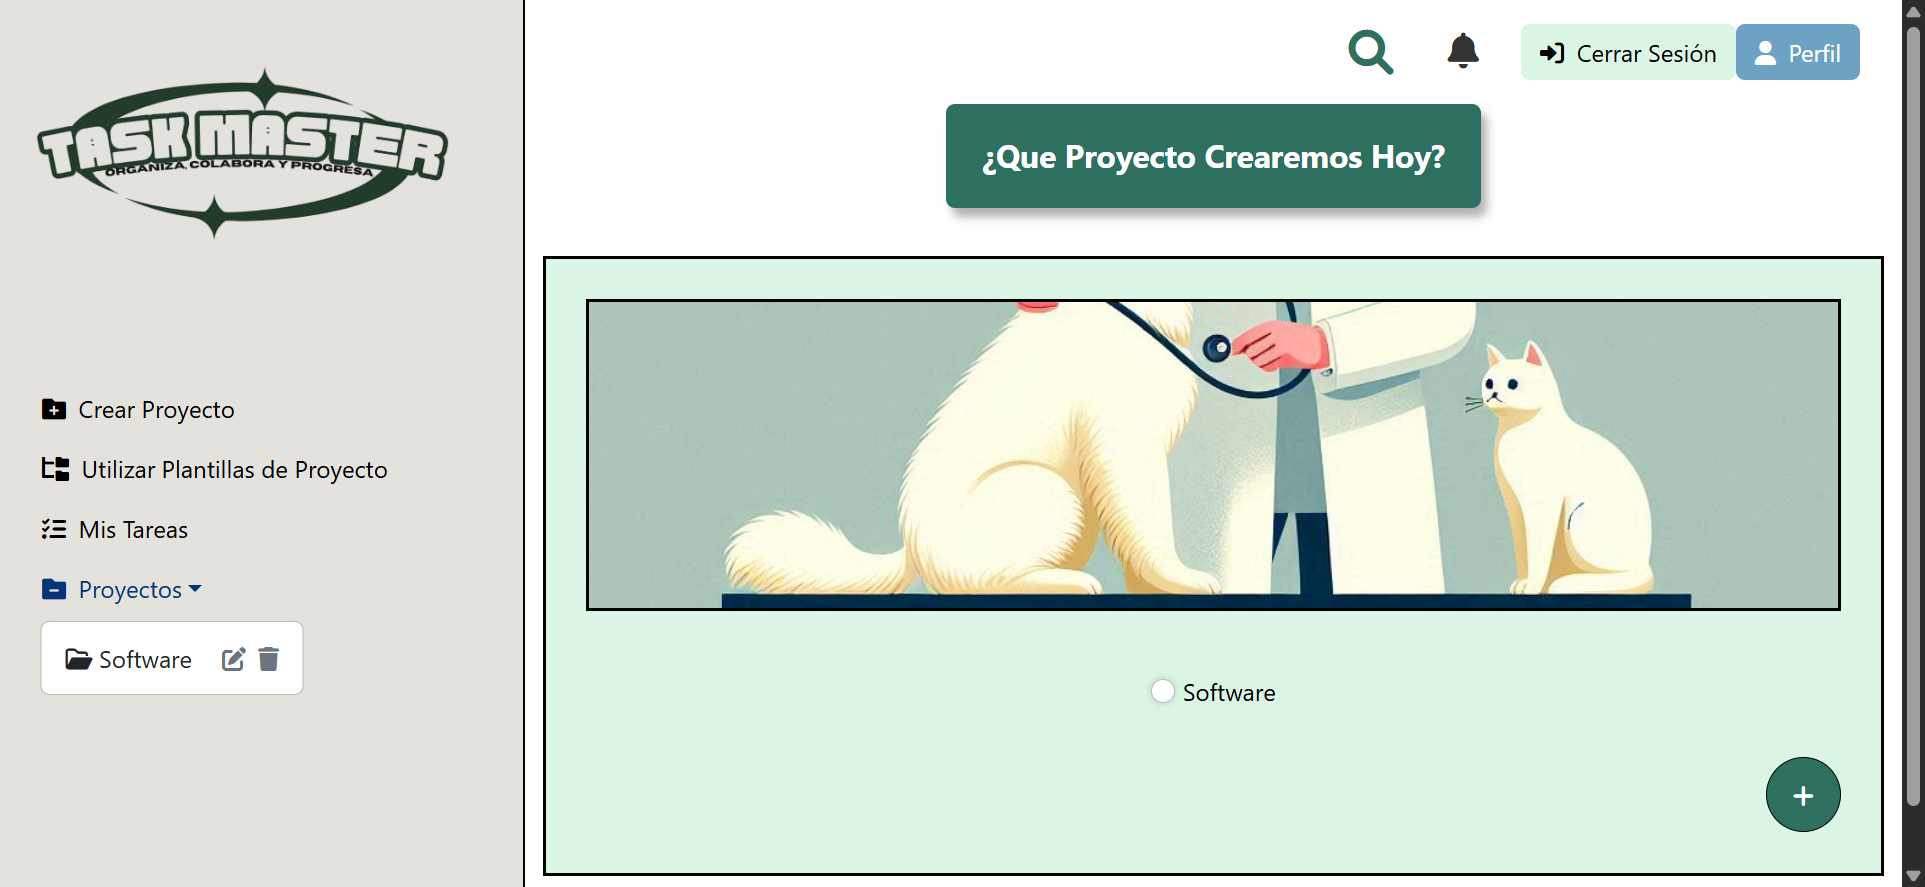 TASK MASTER
ORGANIZA, COLABORA Y PROGRESA
Crear Proyecto
Utilizar Plantillas de Proyecto
Mis Tareas
Proyectos
Software
Cerrar Sesión
Perfil
¿Que Proyecto Crearemos Hoy?
Software